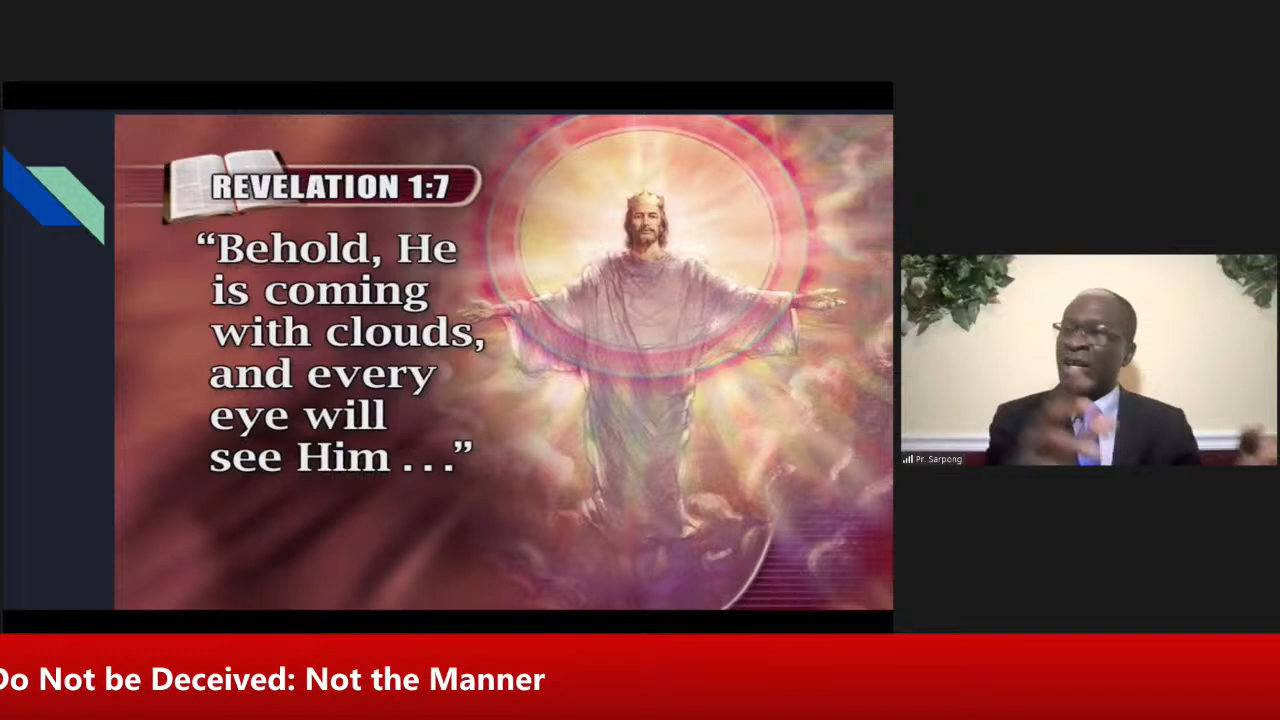 REVELATION 1:7
“Behold, He
is coming
with clouds,
and every
eye will
see Him . . .”
Pr. Sarpong
Do Not be Deceived: Not the Manner